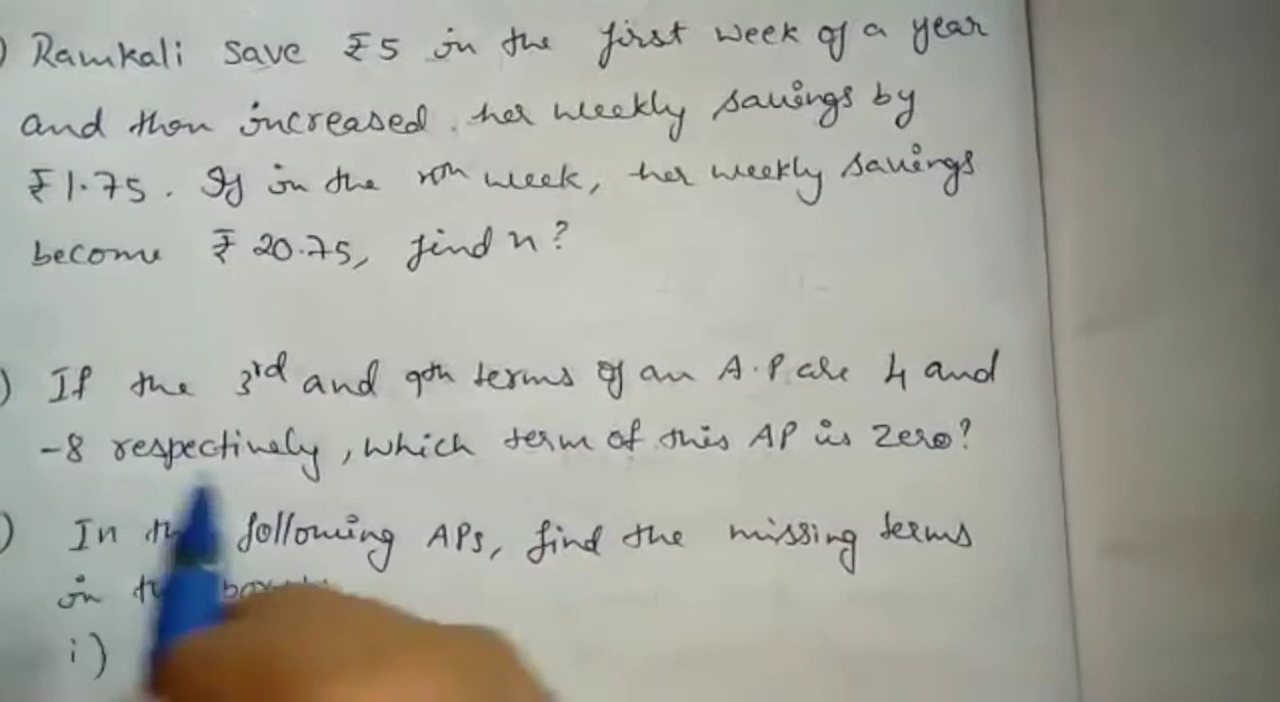 ) Ramkali save ₹5 in the first week of a year
and then increased her weekly savings by
₹1.75. If in the nth week, her weekly savings
become ₹ 20.75, find n?
) If the 3rd and 9th terms of an A.P are 4 and
-8 respectively, which term of this AP is zero?
) In the following APs, find the missing terms
in
i)